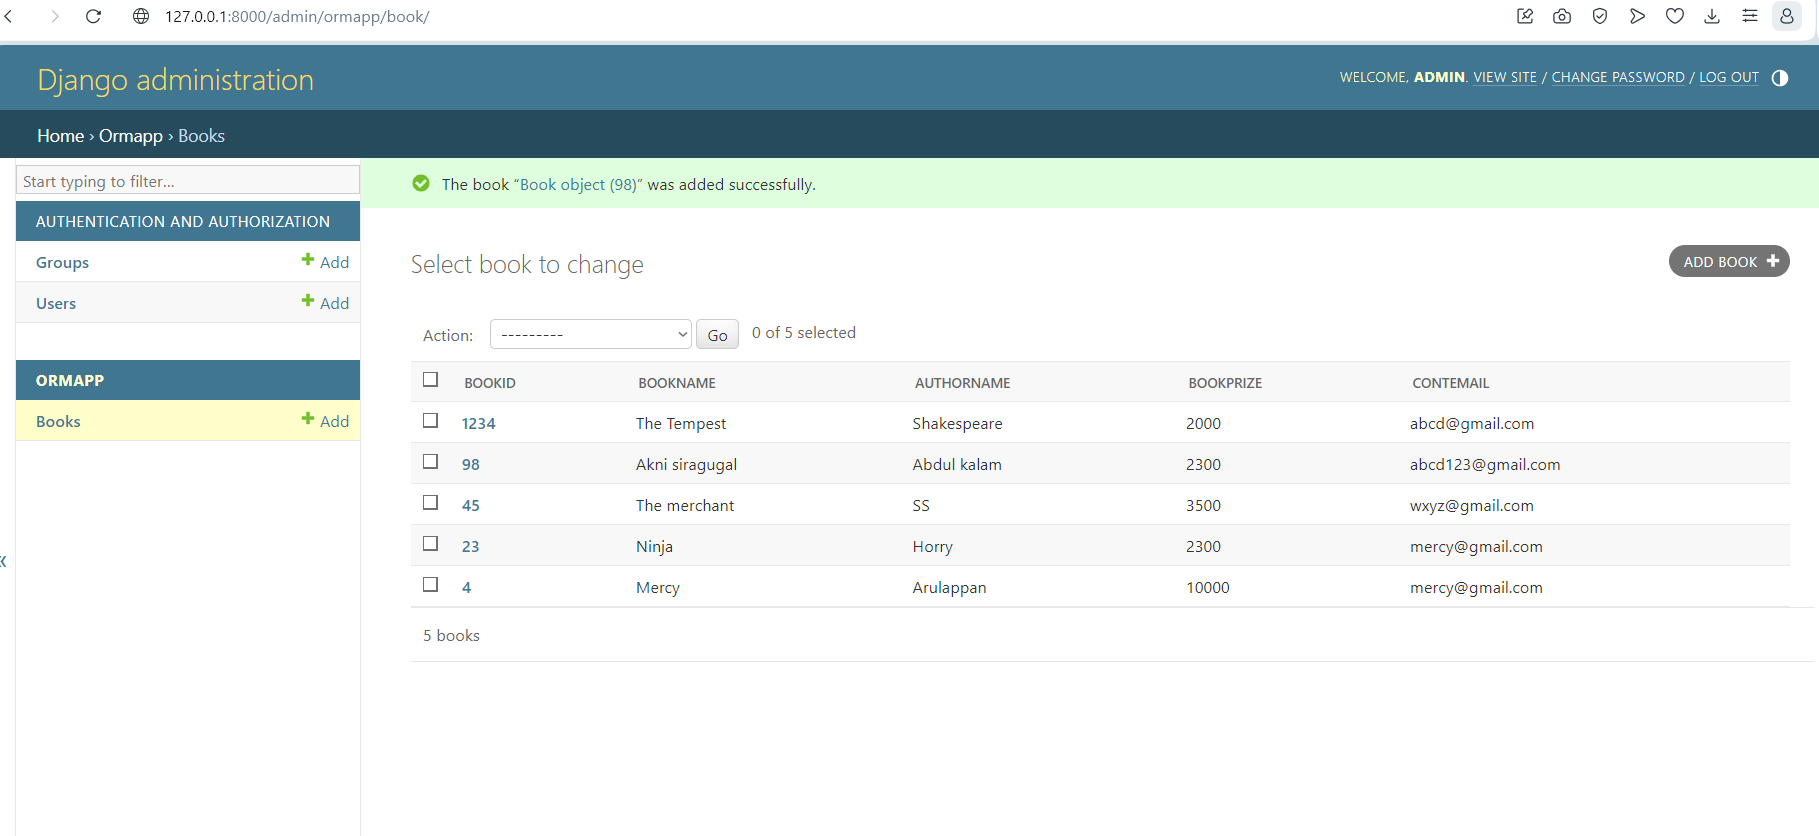 127.0.0.1:8000/admin/ormapp/book/
Django administration
WELCOME, ADMIN. VIEW SITE / CHANGE PASSWORD / LOG OUT
Home › Ormapp › Books
Start typing to filter...
AUTHENTICATION AND AUTHORIZATION
Groups Add
Users Add
ORMAPP
Books Add
The book “Book object (98)” was added successfully.
Select book to change
ADD BOOK
Action: --------- Go 0 of 5 selected
BOOKID BOOKNAME AUTHORNAME BOOKPRIZE CONTEMAIL
1234 The Tempest Shakespeare 2000 abcd@gmail.com
98 Akni siragugal Abdul kalam 2300 abcd123@gmail.com
45 The merchant SS 3500 wxyz@gmail.com
23 Ninja Horry 2300 mercy@gmail.com
4 Mercy Arulappan 10000 mercy@gmail.com
5 books